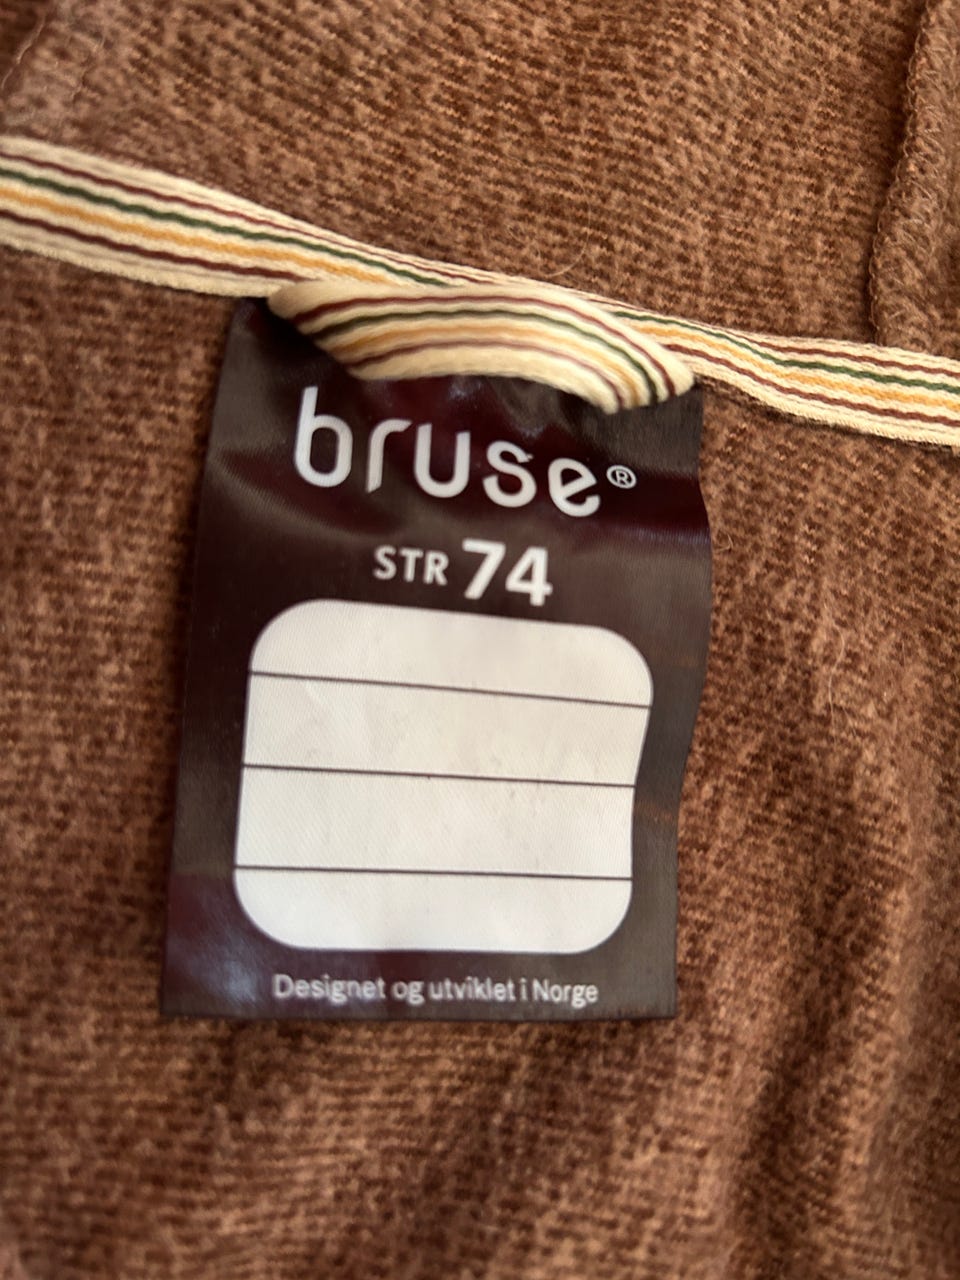 bruse®
STR 74
Designet og utviklet i Norge